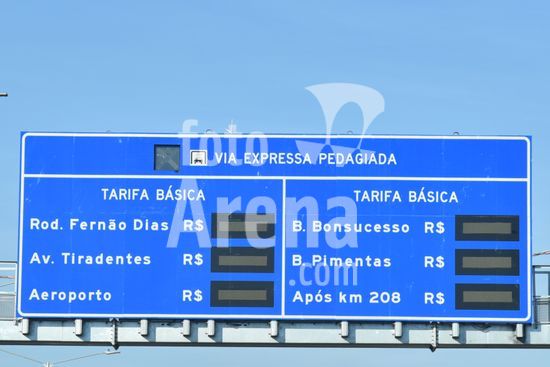 VIA EXPRESSA PEDAGIADA
TARIFA BÁSICA
Rod. Fernão Dias R$
Av. Tiradentes R$
Aeroporto R$
TARIFA BÁSICA
B. Bonsucesso R$
B. Pimentas R$
Após km 208 R$
foto
Arena
.com